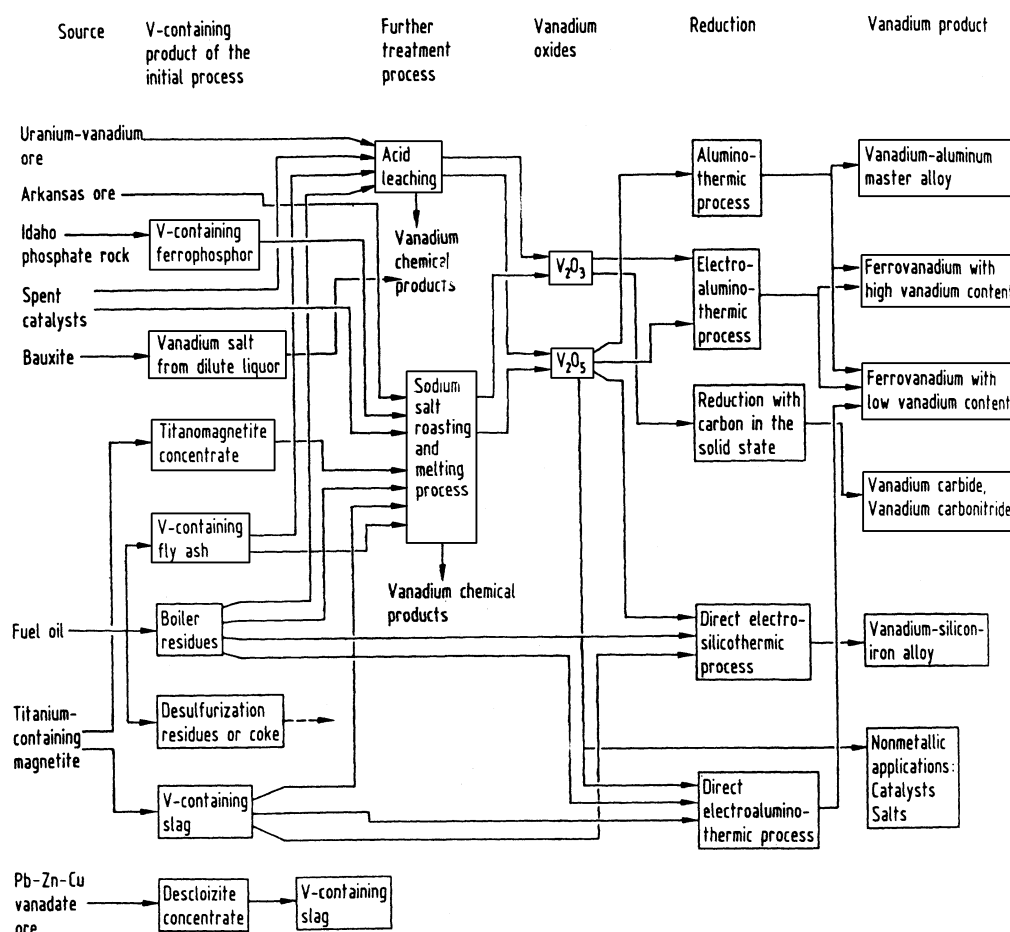 Source
V-containing
product of the
initial process
Further
treatment
process
Vanadium
oxides
Reduction
Vanadium product
Uranium-vanadium
ore
Arkansas ore
Idaho
phosphate rock
Spent
catalysts
Bauxite
Fuel oil
Titanium-
containing
magnetite
Pb-Zn-Cu
vanadate
ore
V-containing
ferrophosphor
Vanadium salt
from dilute liquor
Titanomagnetite
concentrate
V-containing
fly ash
Boiler
residues
Desulfurization
residues or coke
V-containing
slag
Descloizite
concentrate
V-containing
slag
Acid
leaching
Vanadium
chemical
products
Sodium
salt
roasting
and
melting
process
Vanadium chemical
products
V₂O₃
V₂O₅
Alumino-
thermic
process
Electro-
alumino-
thermic
process
Reduction with
carbon in the
solid state
Direct electro-
silicothermic
process
Direct
electroalumino-
thermic process
Vanadium-aluminum
master alloy
Ferrovanadium with
high vanadium content
Ferrovanadium with
low vanadium content
Vanadium carbide,
Vanadium carbonitride
Vanadium-silicon-
iron alloy
Nonmetallic
applications:
Catalysts
Salts